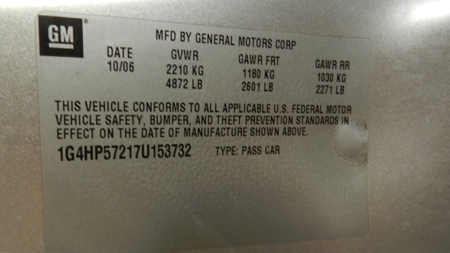 GM
MFD BY GENERAL MOTORS CORP
DATE GVWR GAWR FRT GAWR RR
10/06 2210 KG 1180 KG 1030 KG
4872 LB 2601 LB 2271 LB
THIS VEHICLE CONFORMS TO ALL APPLICABLE U.S. FEDERAL MOTOR
VEHICLE SAFETY, BUMPER, AND THEFT PREVENTION STANDARDS IN
EFFECT ON THE DATE OF MANUFACTURE SHOWN ABOVE.
1G4HP57217U153732 TYPE: PASS CAR